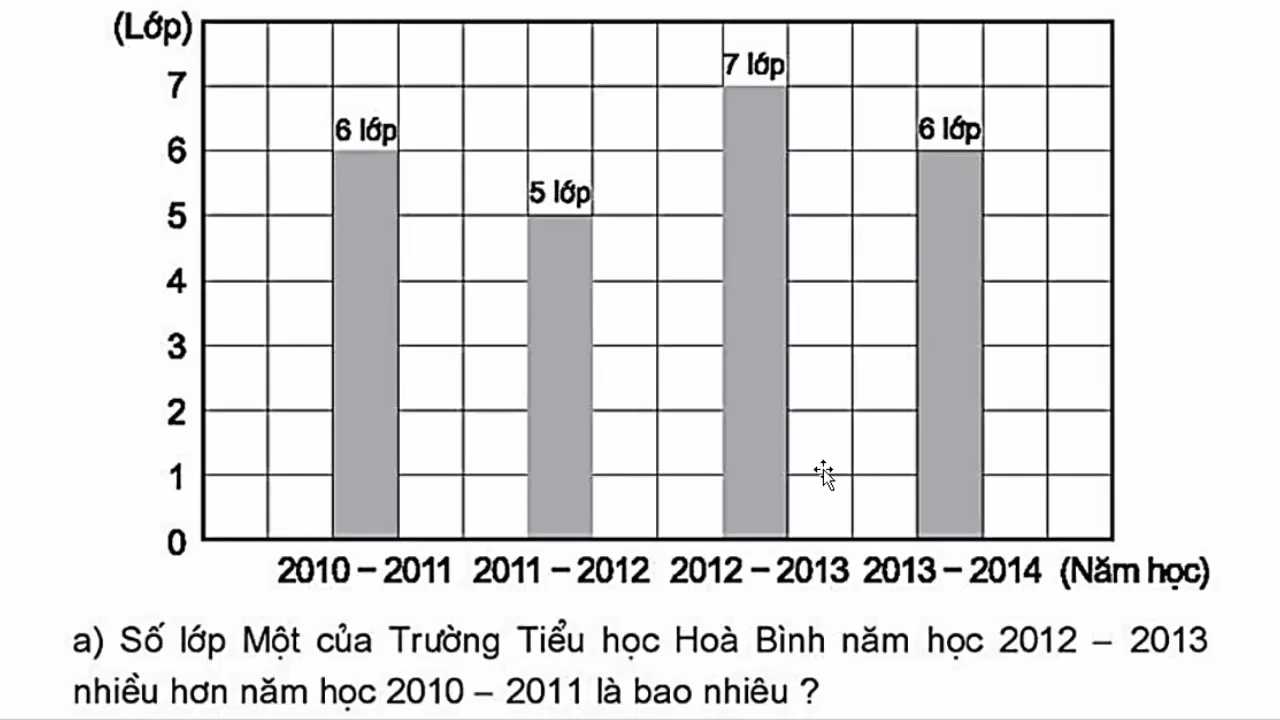 (Lớp)
7 lớp
7
6 lớp
6 lớp
6
5 lớp
5
4
3
2
1
0
2010 – 2011 2011 – 2012 2012 – 2013 2013 – 2014 (Năm học)
a) Số lớp Một của Trường Tiểu học Hoà Bình năm học 2012 – 2013
nhiều hơn năm học 2010 – 2011 là bao nhiêu ?